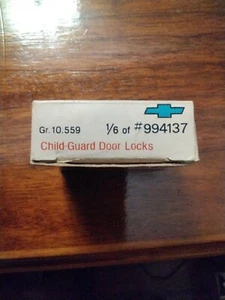 Gr. 10.559 1/6 of #994137
Child Guard Door Locks